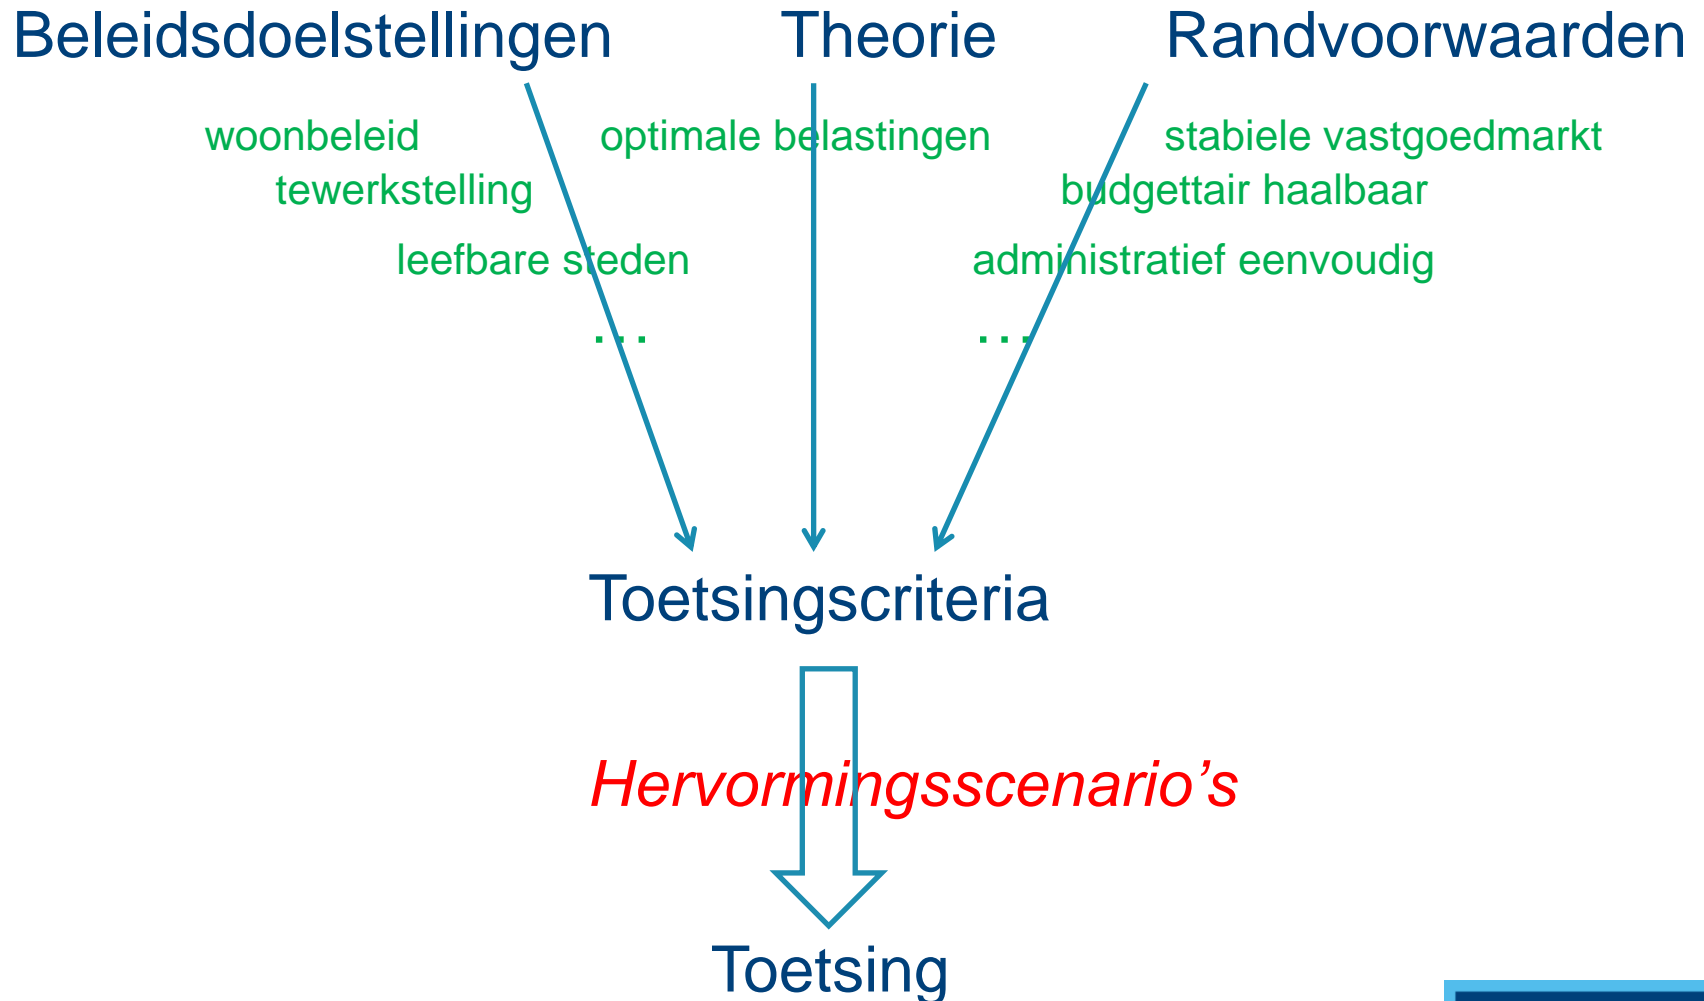 Beleidsdoelstellingen Theorie Randvoorwaarden
woonbeleid optimale belastingen stabiele vastgoedmarkt
tewerkstelling budgettair haalbaar
leefbare steden administratief eenvoudig
… …
Toetsingscriteria
Hervormingsscenario’s
Toetsing